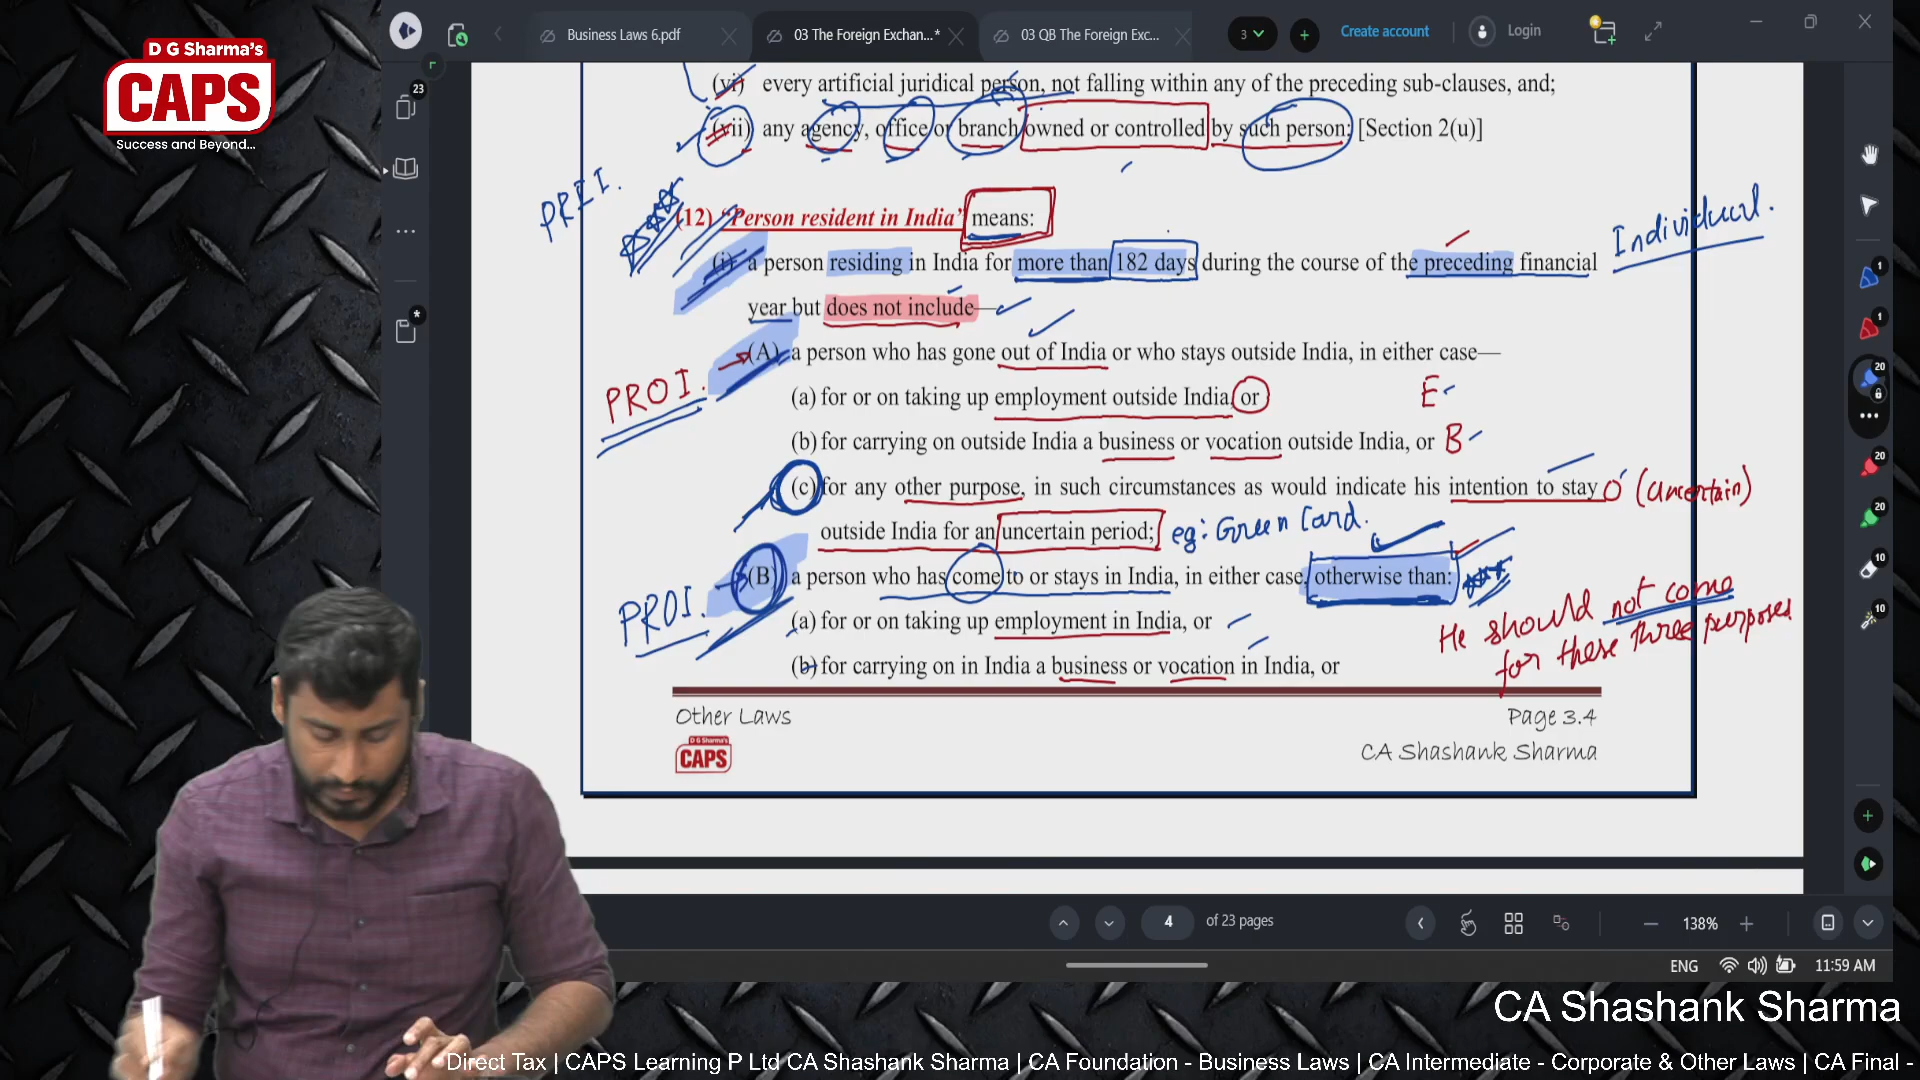 D G Sharma's
CAPS
Success and Beyond...
Business Laws 6.pdf
03 The Foreign Exchan...*
03 QB The Foreign Exc...
3
Create account
Login
23
(vi) every artificial juridical person, not falling within any of the preceding sub-clauses, and;
(vii) any agency, office or branch owned or controlled by such person; [Section 2(u)]
PREI.
(12) "Person resident in India" means:
Individual.
(i) a person residing in India for more than 182 days during the course of the preceding financial
year but does not include—
(A) a person who has gone out of India or who stays outside India, in either case—
PROI.
(a) for or on taking up employment outside India, or
E
(b) for carrying on outside India a business or vocation outside India, or
B
(c) for any other purpose, in such circumstances as would indicate his intention to stay
O (uncertain)
outside India for an uncertain period;
eg: Green Card.
(B) a person who has come to or stays in India, in either case, otherwise than:
PROI.
(a) for or on taking up employment in India, or
He should not come
for these three purposes
(b) for carrying on in India a business or vocation in India, or
Other Laws
Page 3.4
D G Sharma's
CAPS
CA Shashank Sharma
1
1
20
20
20
10
10
4
of 23 pages
138%
ENG
11:59 AM
CA Shashank Sharma
Direct Tax | CAPS Learning P Ltd CA Shashank Sharma | CA Foundation - Business Laws | CA Intermediate - Corporate & Other Laws | CA Final -